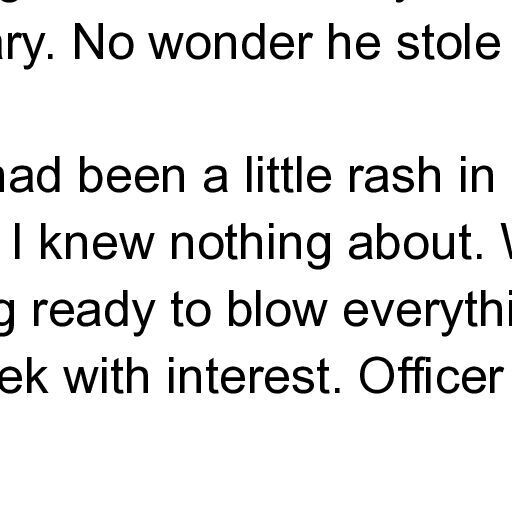 ary. No wonder he stole
had been a little rash in
I knew nothing about.
g ready to blow everythi
ek with interest. Officer